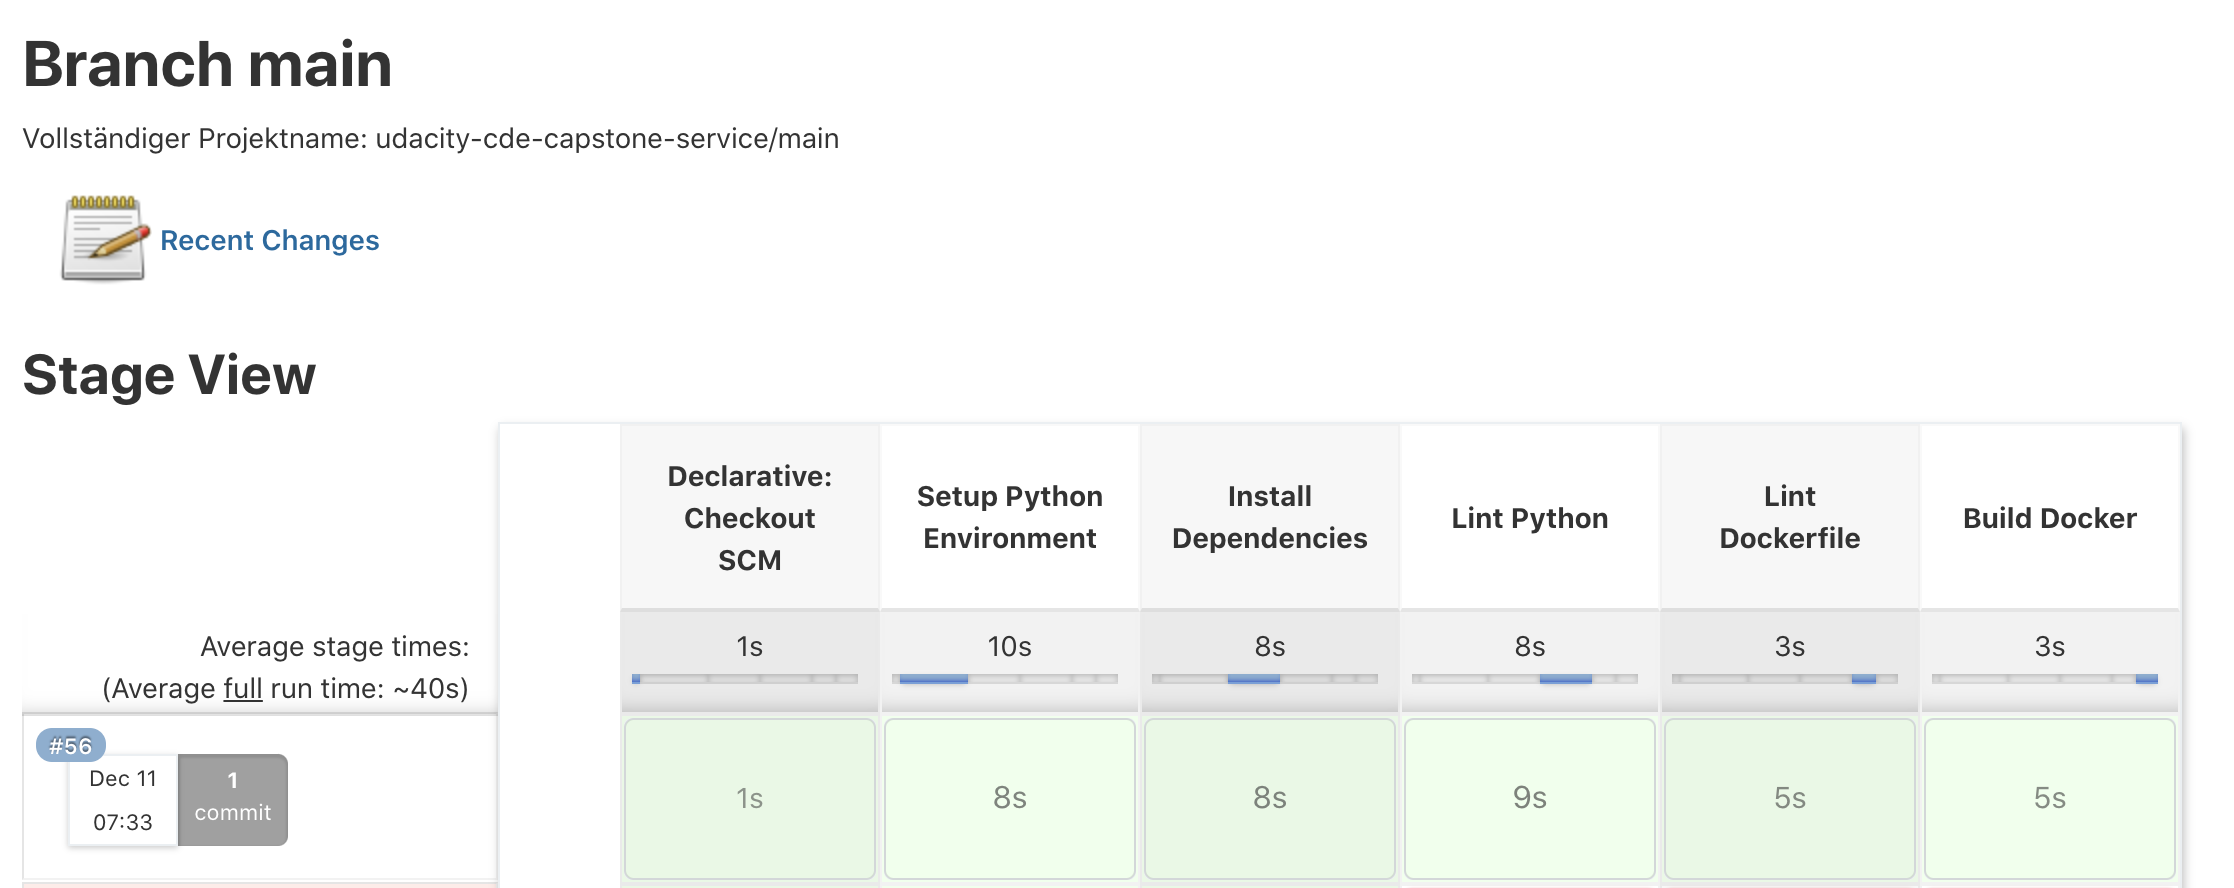 Branch main
Vollständiger Projektname: udacity-cde-capstone-service/main
Recent Changes
Stage View
Declarative:
Checkout
SCM
Setup Python
Environment
Install
Dependencies
Lint Python
Lint
Dockerfile
Build Docker
Average stage times:
(Average full run time: ~40s)
1s
10s
8s
8s
3s
3s
#56
Dec 11
07:33
1
commit
1s
8s
8s
9s
5s
5s